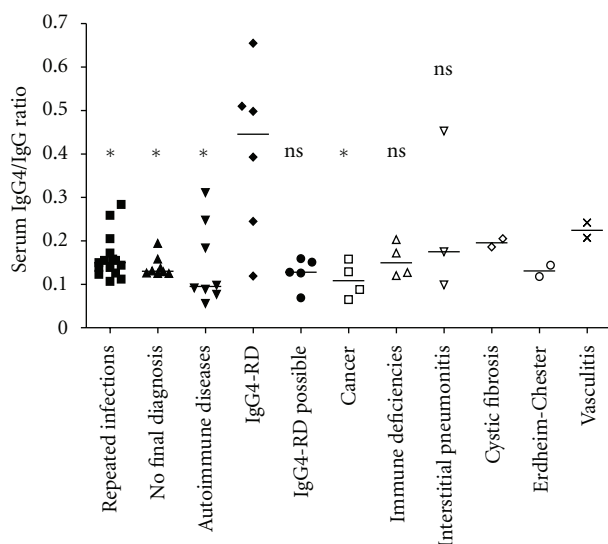 Serum IgG4/IgG ratio
0.7
0.6
0.5
0.4
0.3
0.2
0.1
0
*
*
*
ns
*
ns
ns
Repeated infections
No final diagnosis
Autoimmune diseases
IgG4-RD
IgG4-RD possible
Cancer
Immune deficiencies
Interstitial pneumonitis
Cystic fibrosis
Erdheim-Chester
Vasculitis